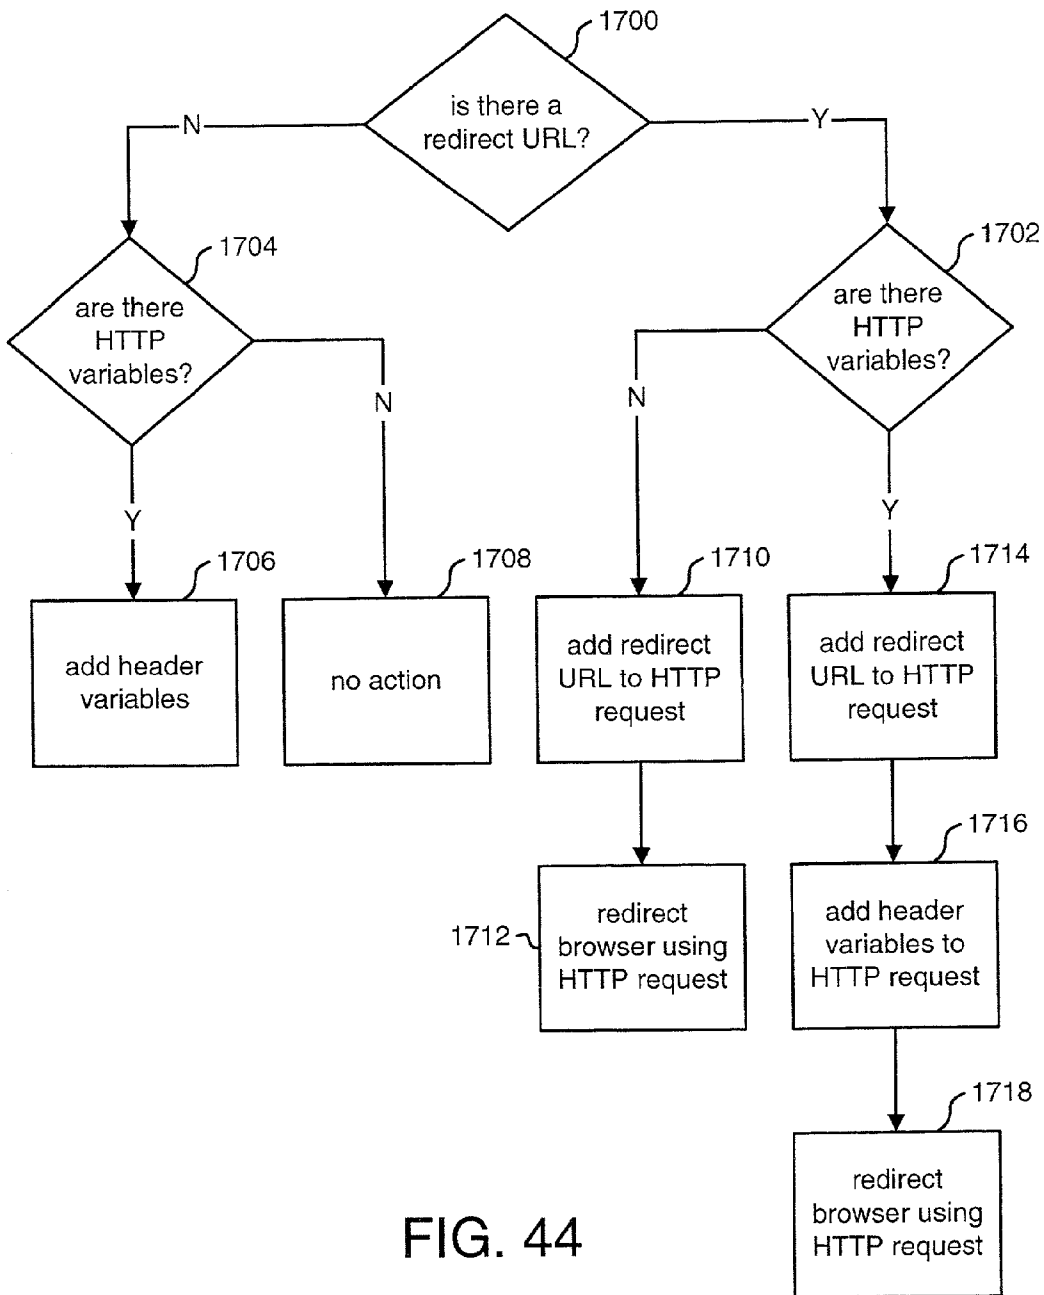 1700
is there a
redirect URL?
N
Y
1704
are there
HTTP
variables?
1702
are there
HTTP
variables?
N
N
Y
Y
1706
add header
variables
1708
no action
1710
add redirect
URL to HTTP
request
1714
add redirect
URL to HTTP
request
1712
redirect
browser using
HTTP request
1716
add header
variables to
HTTP request
1718
redirect
browser using
HTTP request
FIG. 44